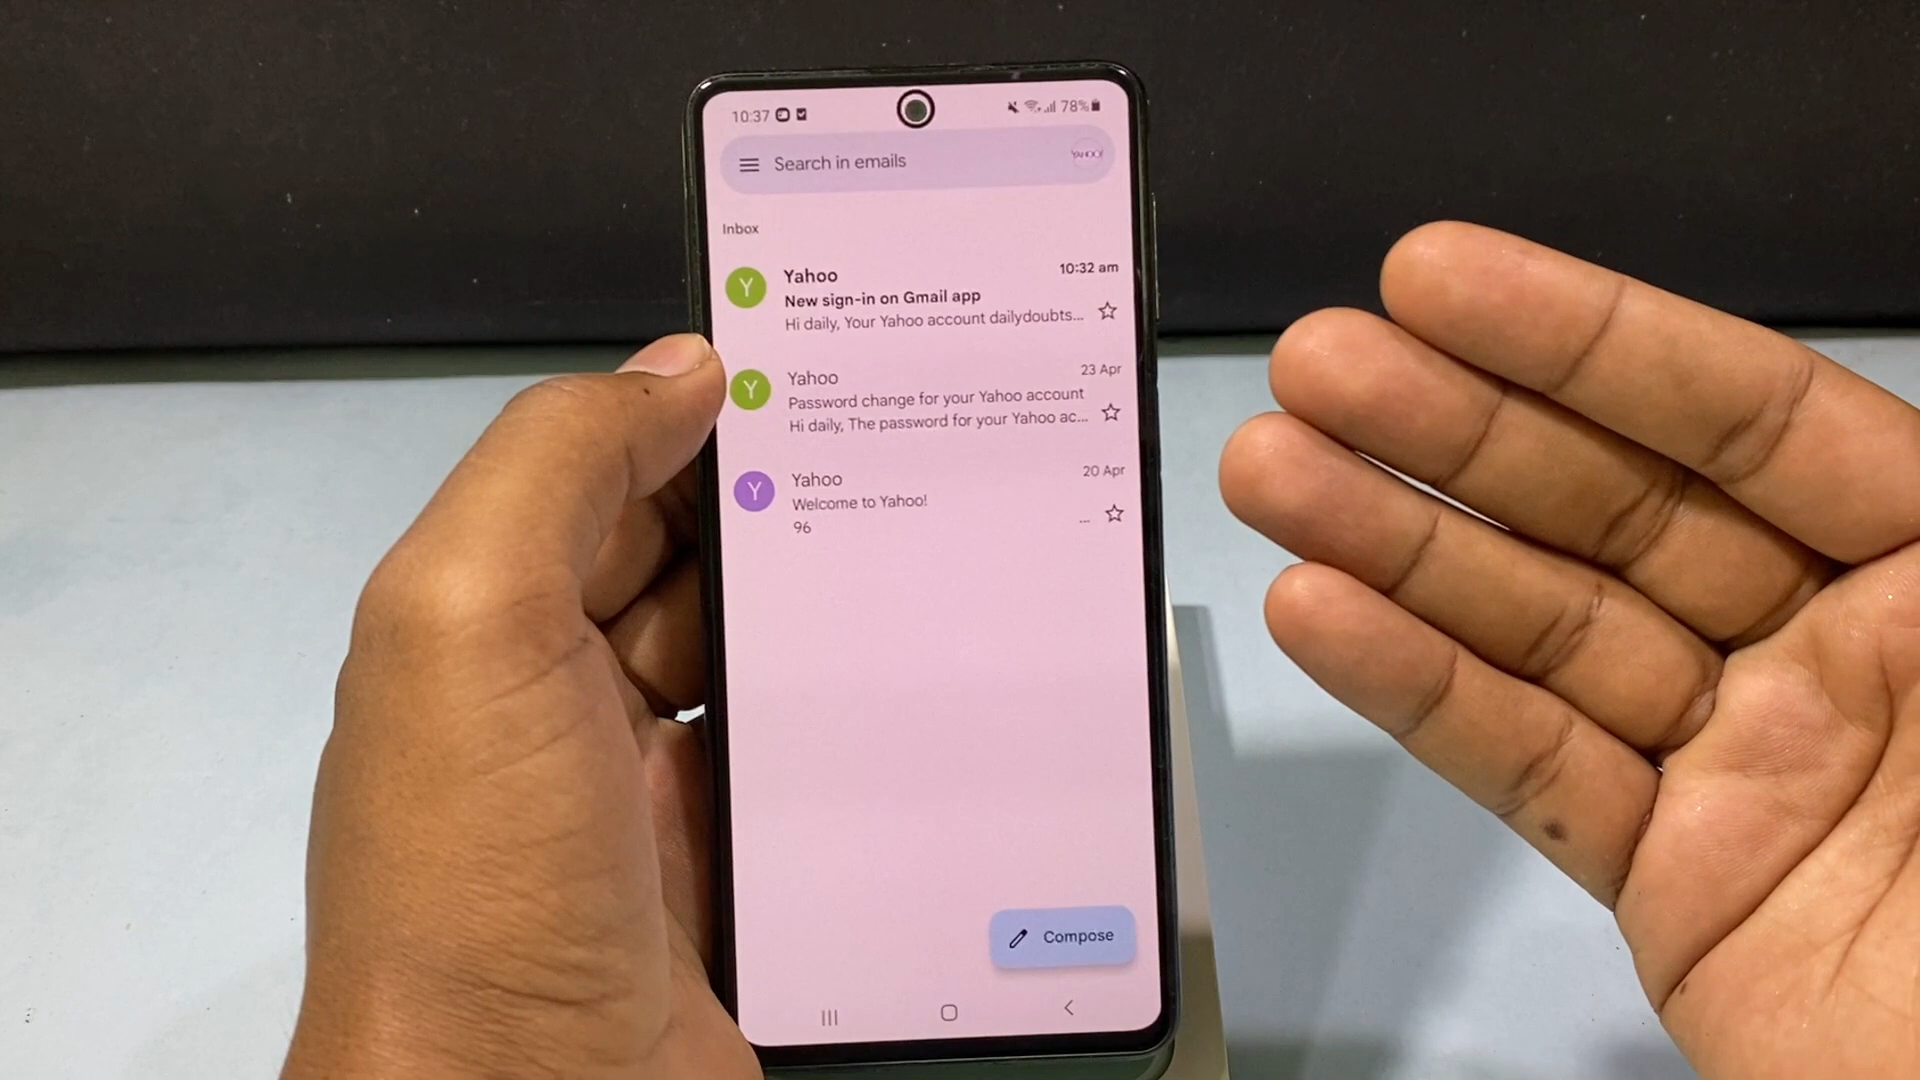 10:37 78%
Search in emails YAHOO!
Inbox
Yahoo 10:32 am
New sign-in on Gmail app
Hi daily, Your Yahoo account dailydoubts...
Yahoo 23 Apr
Password change for your Yahoo account
Hi daily, The password for your Yahoo ac...
Yahoo 20 Apr
Welcome to Yahoo!
96 ...
Y
Y
Y
Compose